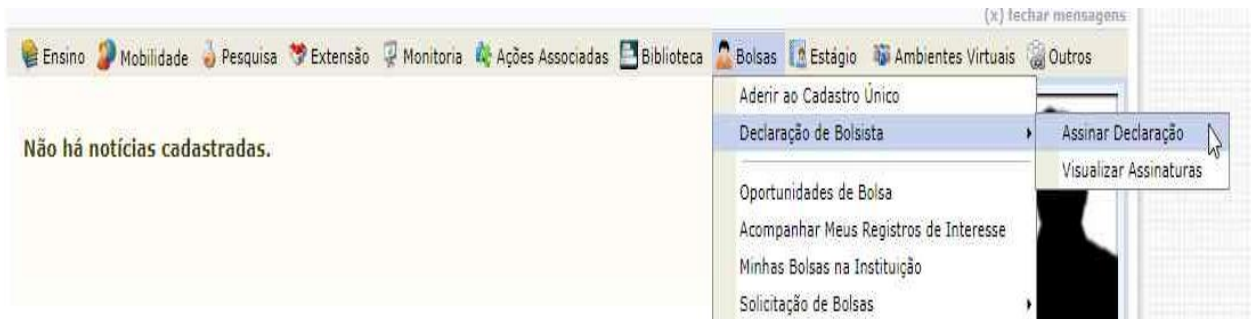 (x) fechar mensagens
Ensino Mobilidade Pesquisa Extensão Monitoria Ações Associadas Biblioteca Bolsas Estágio Ambientes Virtuais Outros
Aderir ao Cadastro Único
Declaração de Bolsista
Assinar Declaração
Não há notícias cadastradas.
Visualizar Assinaturas
Oportunidades de Bolsa
Acompanhar Meus Registros de Interesse
Minhas Bolsas na Instituição
Solicitação de Bolsas